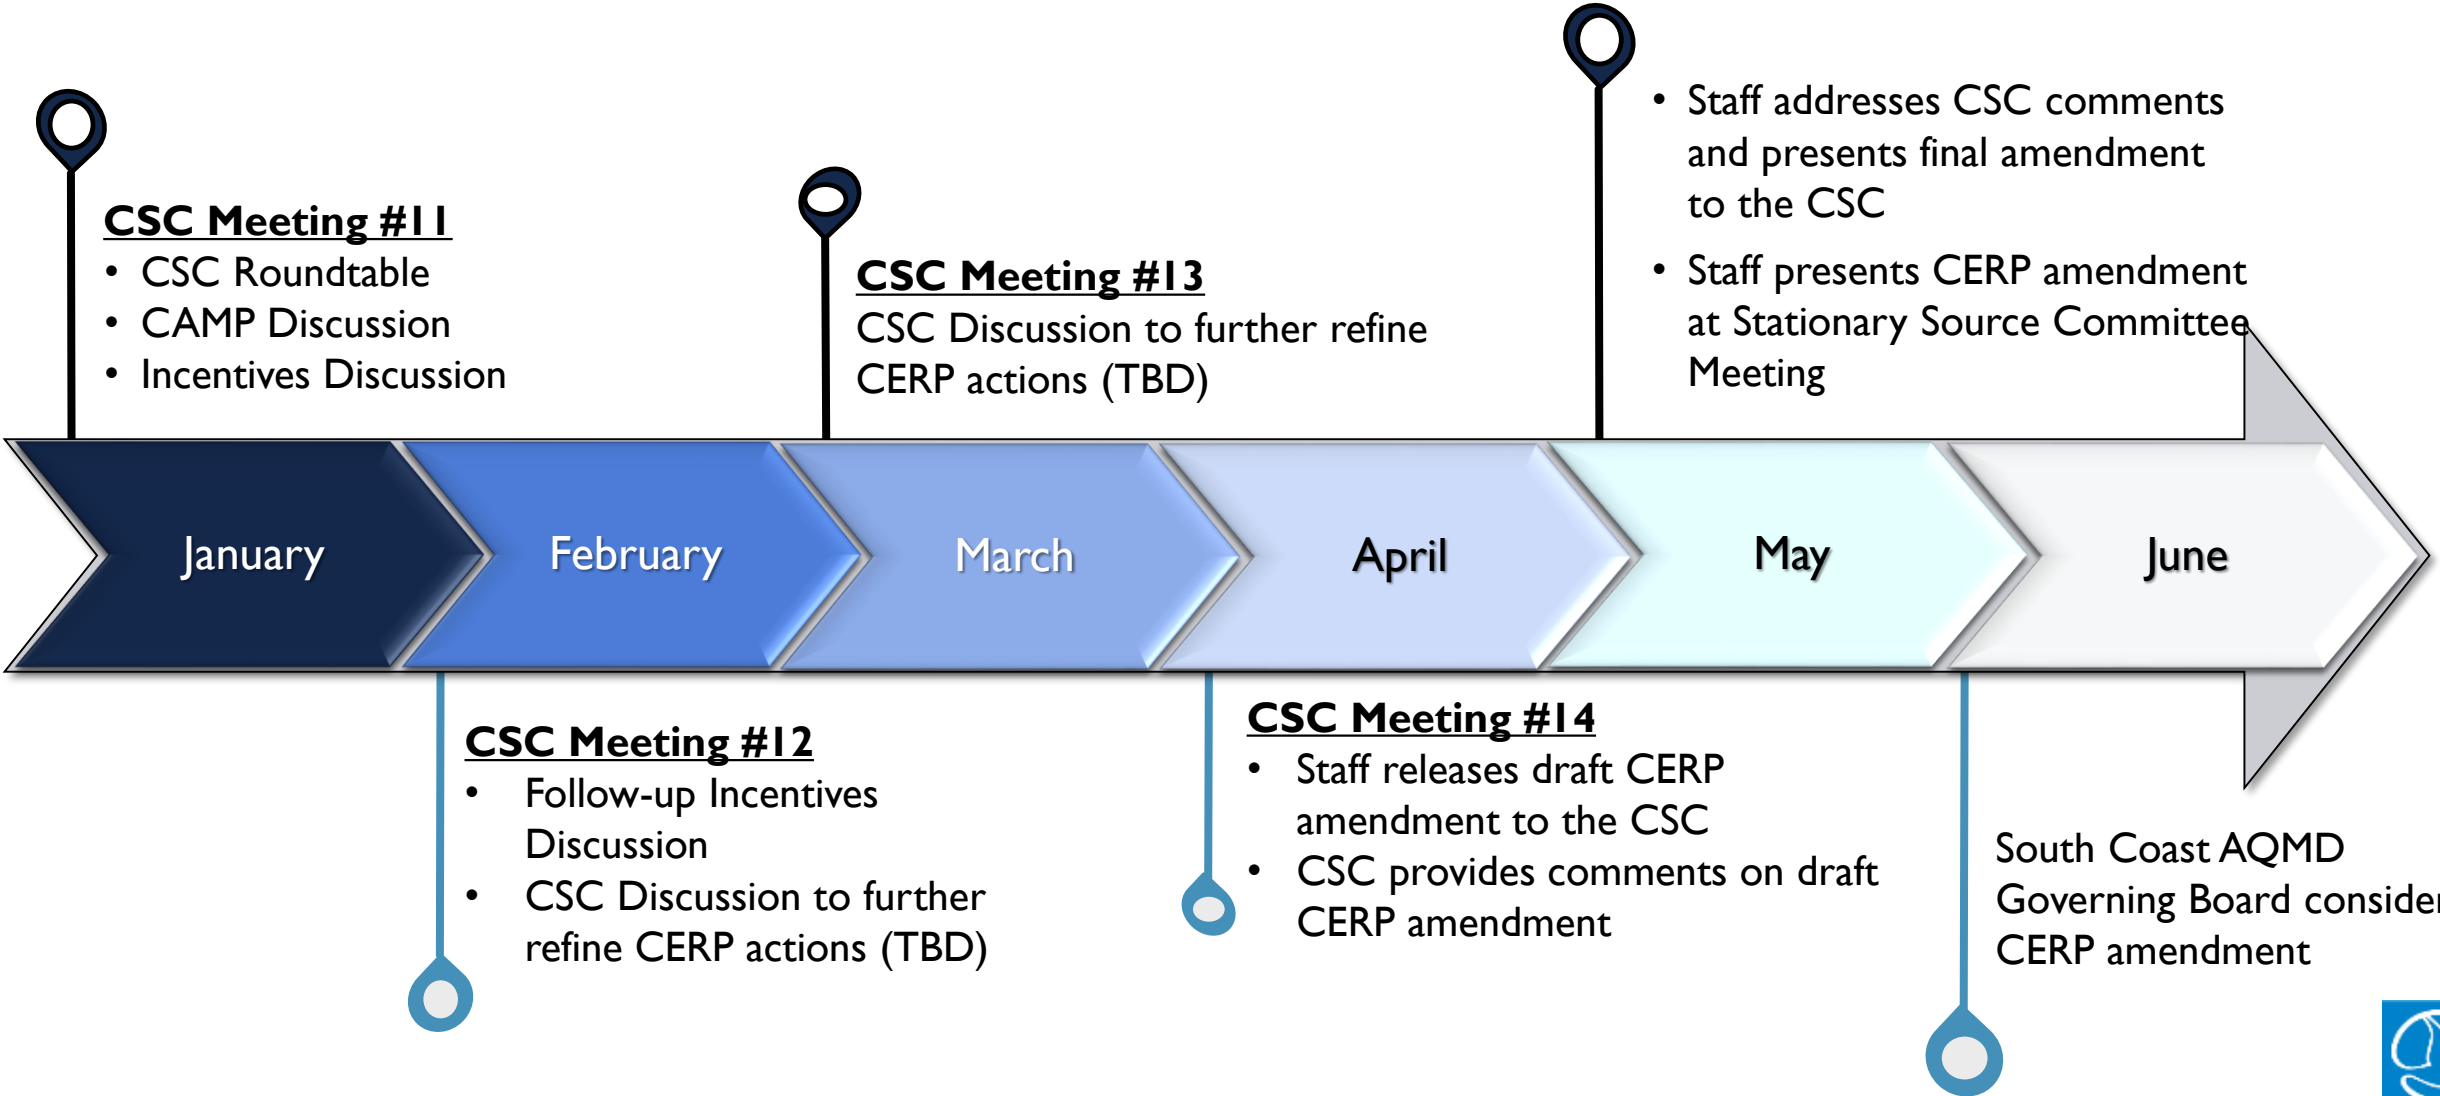 CSC Meeting #11
• CSC Roundtable
• CAMP Discussion
• Incentives Discussion
CSC Meeting #13
CSC Discussion to further refine
CERP actions (TBD)
• Staff addresses CSC comments
and presents final amendment
to the CSC
• Staff presents CERP amendment
at Stationary Source Committee
Meeting
January
February
March
April
May
June
CSC Meeting #12
• Follow-up Incentives
Discussion
• CSC Discussion to further
refine CERP actions (TBD)
CSC Meeting #14
• Staff releases draft CERP
amendment to the CSC
• CSC provides comments on draft
CERP amendment
South Coast AQMD
Governing Board
CERP amendment